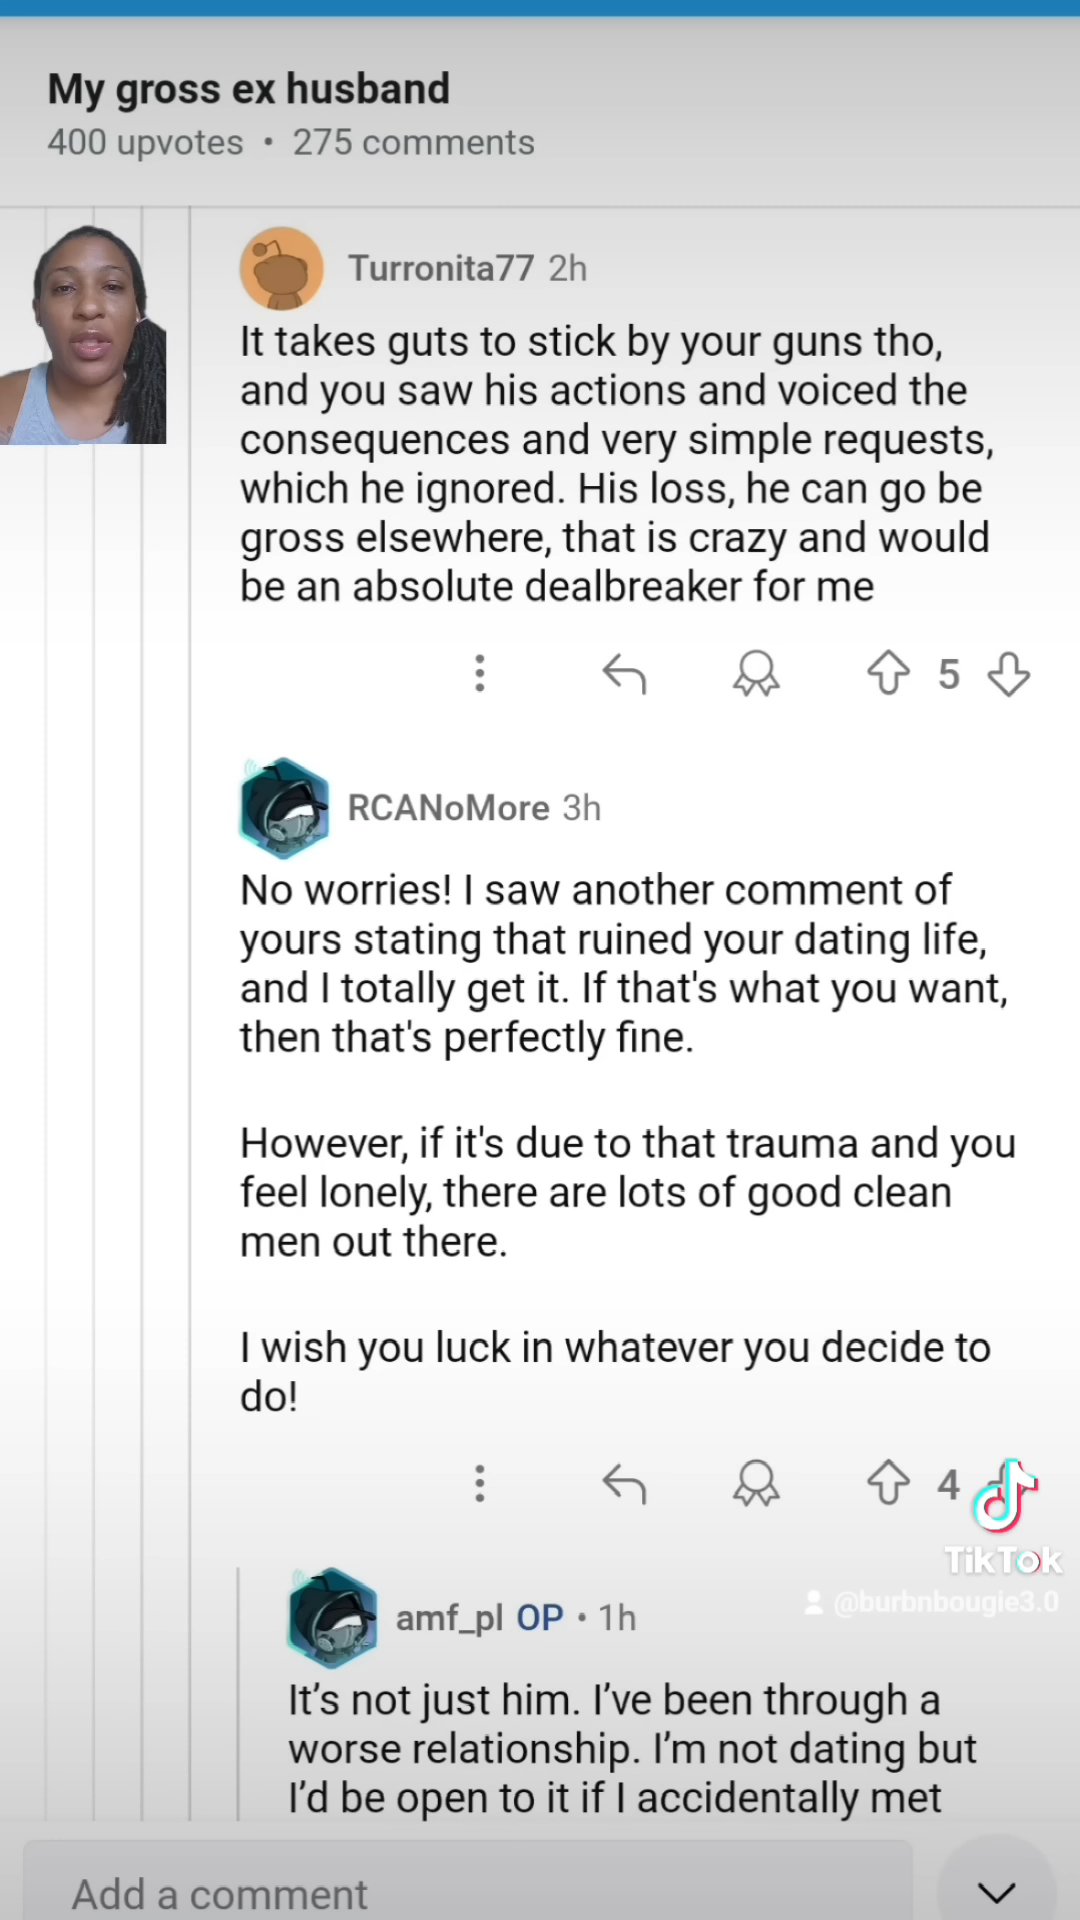 My gross ex husband
400 upvotes • 275 comments
Turronita77 2h
It takes guts to stick by your guns tho,
and you saw his actions and voiced the
consequences and very simple requests,
which he ignored. His loss, he can go be
gross elsewhere, that is crazy and would
be an absolute dealbreaker for me
5
RCANoMore 3h
No worries! I saw another comment of
yours stating that ruined your dating life,
and I totally get it. If that's what you want,
then that's perfectly fine.
However, if it's due to that trauma and you
feel lonely, there are lots of good clean
men out there.
I wish you luck in whatever you decide to
do!
4
TikTok
@burbnbougie3.0
amf_pl OP • 1h
It’s not just him. I’ve been through a
worse relationship. I’m not dating but
I’d be open to it if I accidentally met
Add a comment